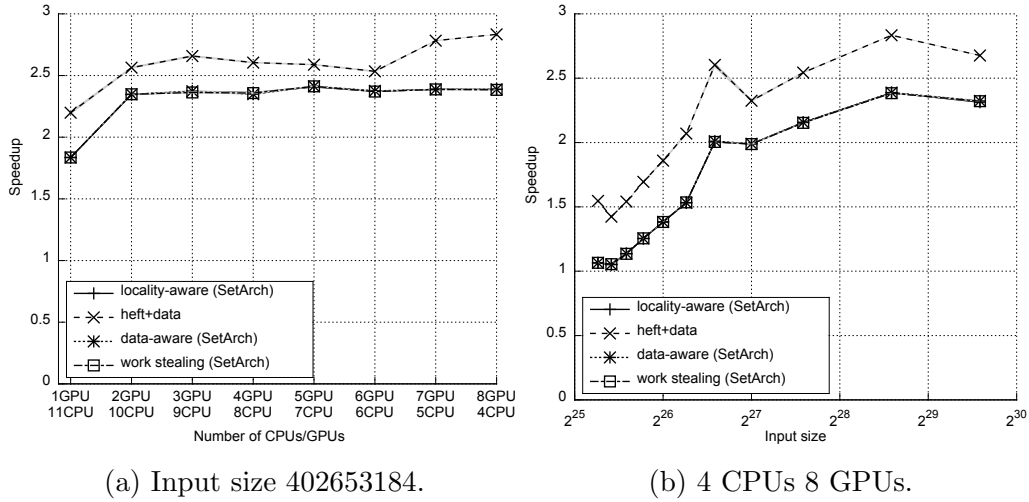 3
2.5
2
1.5
1
0.5
0
Speedup
locality-aware (SetArch)
heft+data
data-aware (SetArch)
work stealing (SetArch)
1GPU 2GPU 3GPU 4GPU 5GPU 6GPU 7GPU 8GPU
11CPU 10CPU 9CPU 8CPU 7CPU 6CPU 5CPU 4CPU
Number of CPUs/GPUs
(a) Input size 402653184.
3
2.5
2
1.5
1
0.5
0
Speedup
locality-aware (SetArch)
heft+data
data-aware (SetArch)
work stealing (SetArch)
2^25 2^26 2^27 2^28 2^29 2^30
Input size
(b) 4 CPUs 8 GPUs.